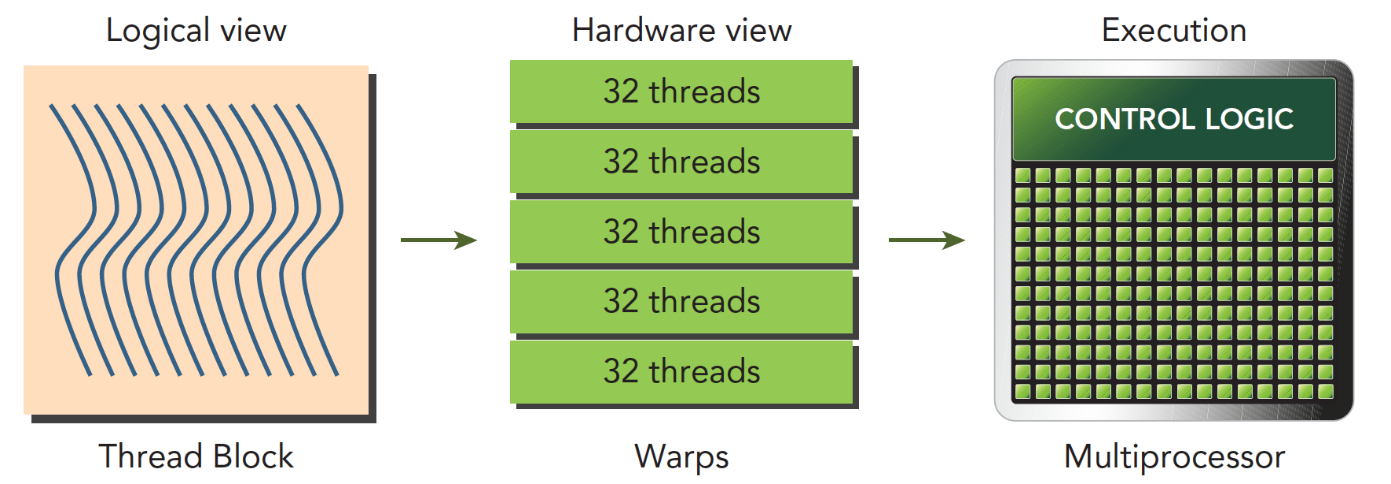 Logical view
Hardware view
Execution
32 threads
32 threads
32 threads
32 threads
32 threads
CONTROL LOGIC
Thread Block
Warps
Multiprocessor